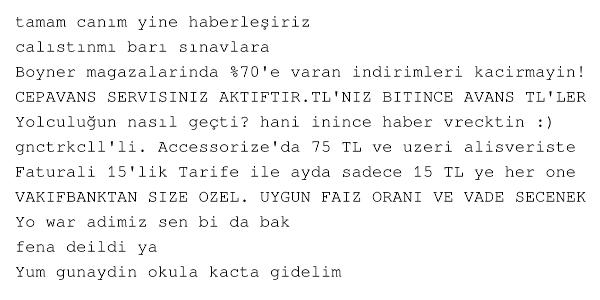 tamam canım yine haberleşiriz
calıstınmı barı sınavlara
Boyner magazalarinda %70'e varan indirimleri kacirmayin!
CEPAVANS SERVISINIZ AKTIFTIR.TL'NIZ BITINCE AVANS TL'LER
Yolculuğun nasıl geçti? hani inince haber vrecktin :)
gnctrkcll'li. Accessorize'da 75 TL ve uzeri alisveriste
Faturali 15'lik Tarife ile ayda sadece 15 TL ye her one
VAKIFBANKTAN SIZE OZEL. UYGUN FAIZ ORANI VE VADE SECENEK
Yo war adimiz sen bi da bak
fena deildi ya
Yum gunaydin okula kacta gidelim